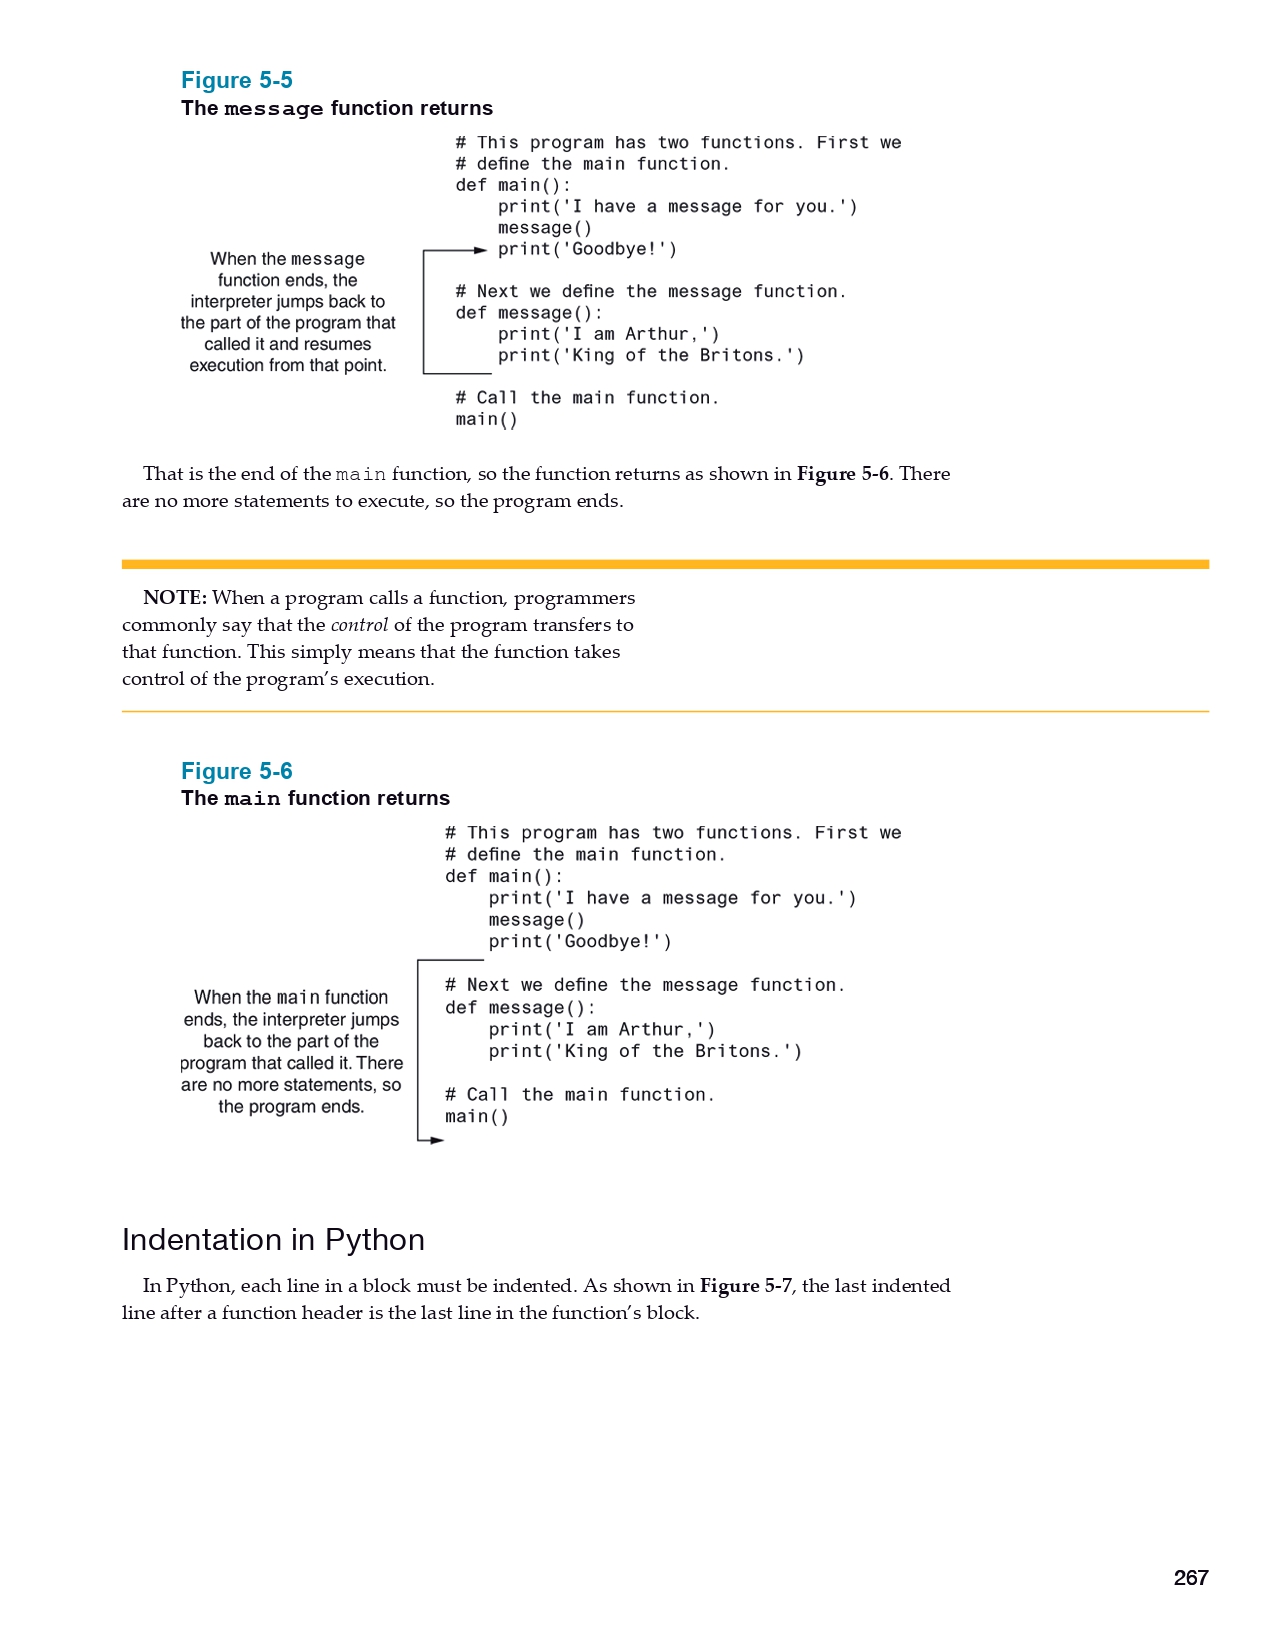 Figure 5-5
The message function returns
# This program has two functions. First we
# define the main function.
def main():
    print('I have a message for you.')
    message()
    print('Goodbye!')
When the message
function ends, the
interpreter jumps back to
the part of the program that
called it and resumes
execution from that point.
# Next we define the message function.
def message():
    print('I am Arthur,')
    print('King of the Britons.')
# Call the main function.
main()
That is the end of the main function, so the function returns as shown in Figure 5-6. There
are no more statements to execute, so the program ends.
NOTE: When a program calls a function, programmers
commonly say that the control of the program transfers to
that function. This simply means that the function takes
control of the program’s execution.
Figure 5-6
The main function returns
# This program has two functions. First we
# define the main function.
def main():
    print('I have a message for you.')
    message()
    print('Goodbye!')
When the main function
ends, the interpreter jumps
back to the part of the
program that called it. There
are no more statements, so
the program ends.
# Next we define the message function.
def message():
    print('I am Arthur,')
    print('King of the Britons.')
# Call the main function.
main()
Indentation in Python
In Python, each line in a block must be indented. As shown in Figure 5-7, the last indented
line after a function header is the last line in the function’s block.
267